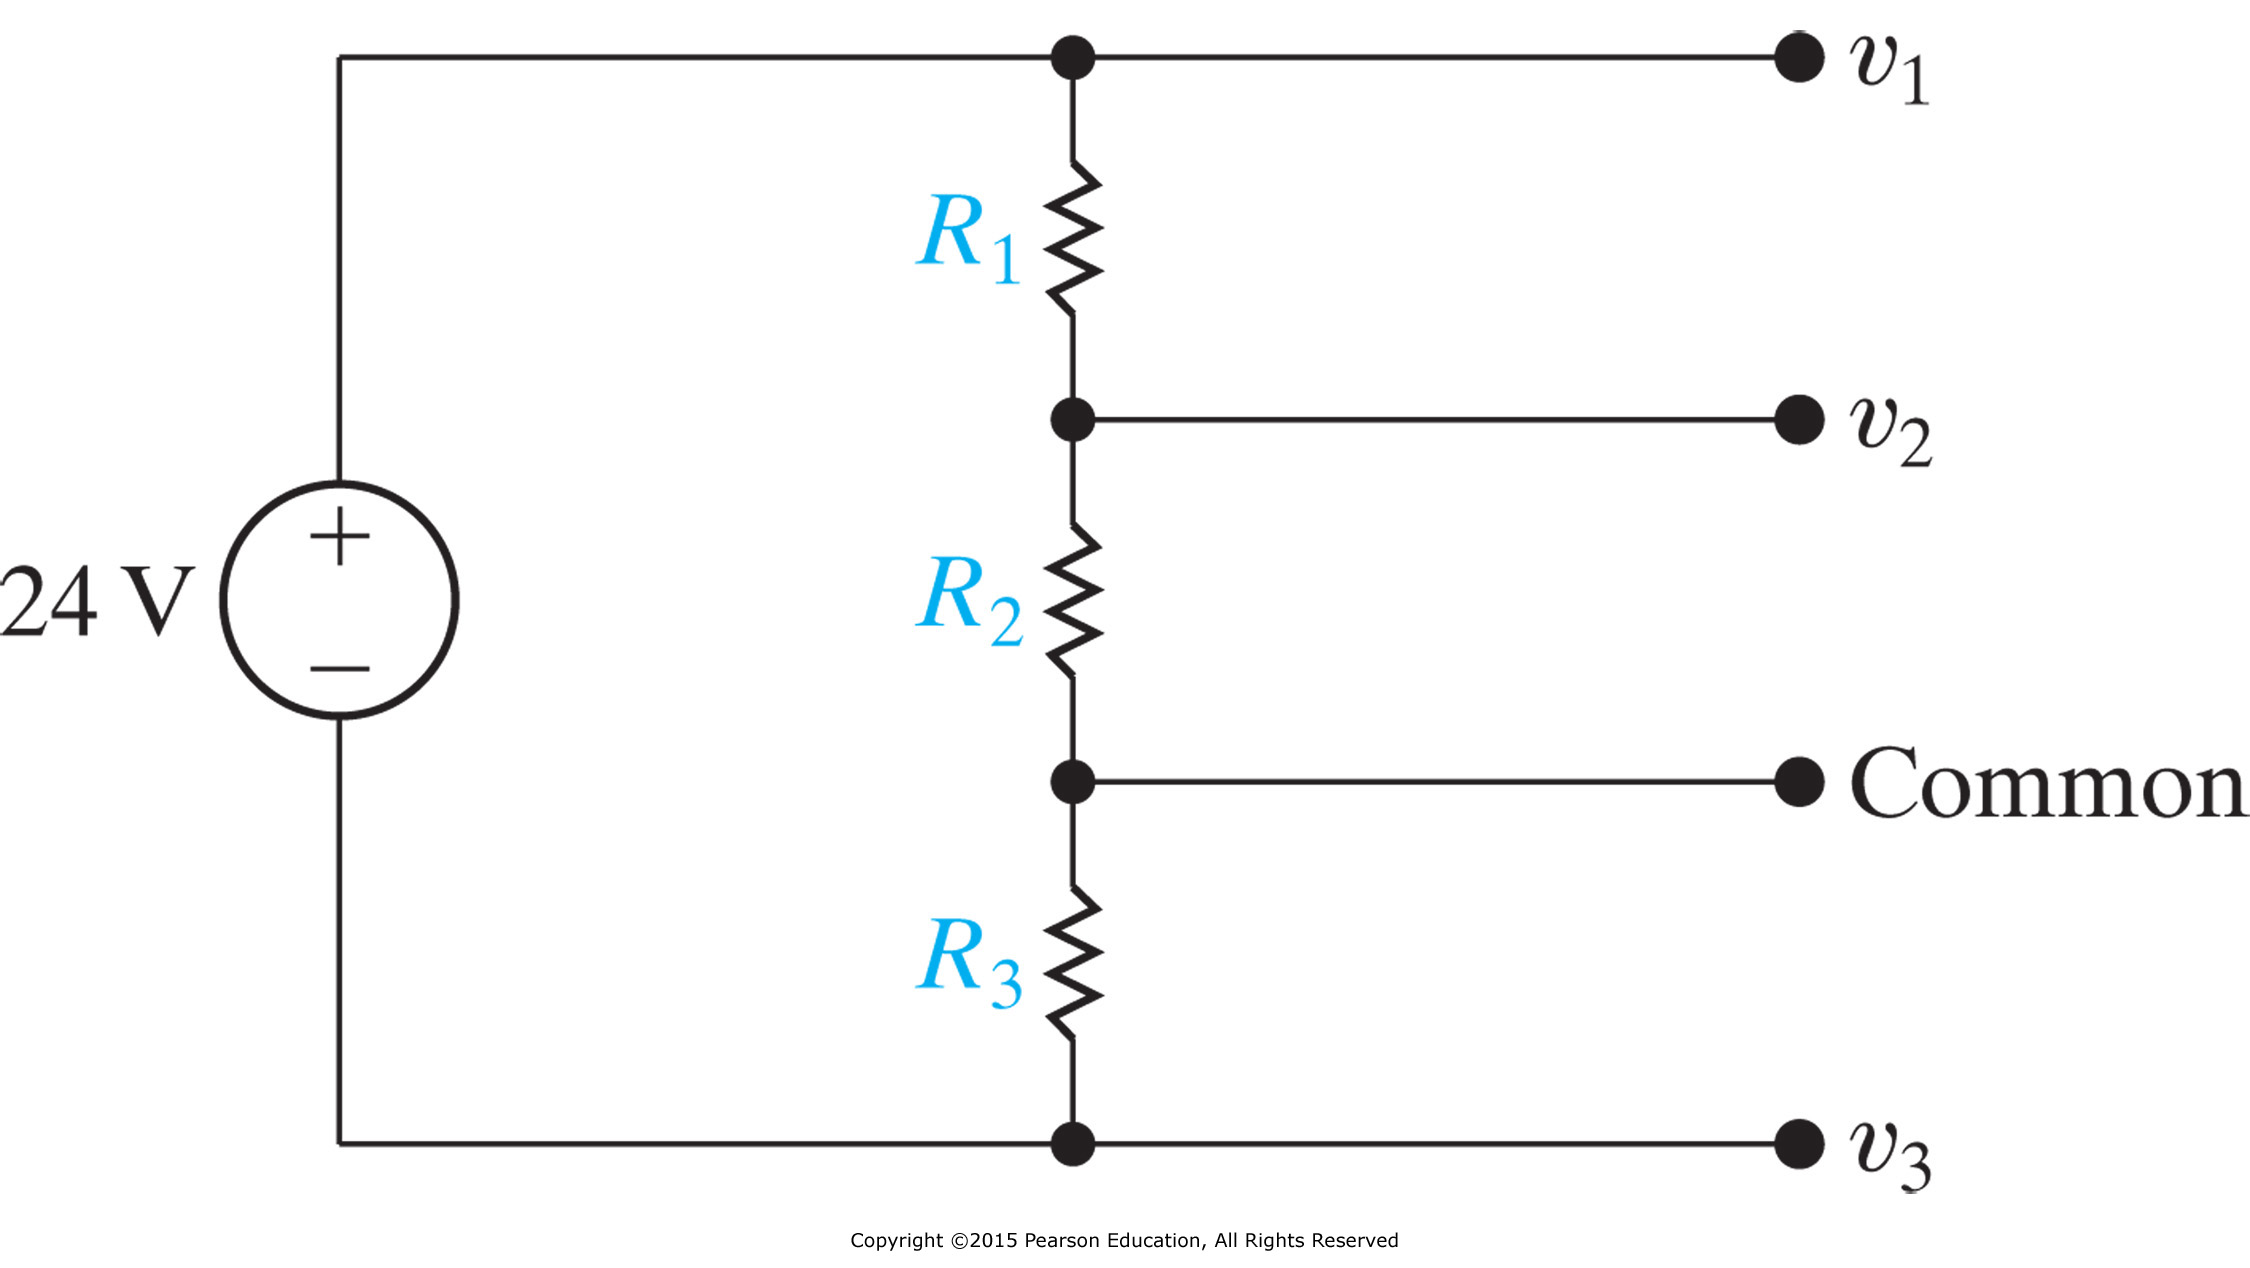 v1
R1
v2
+
24 V
R2
−
Common
R3
v3
Copyright ©2015 Pearson Education, All Rights Reserved